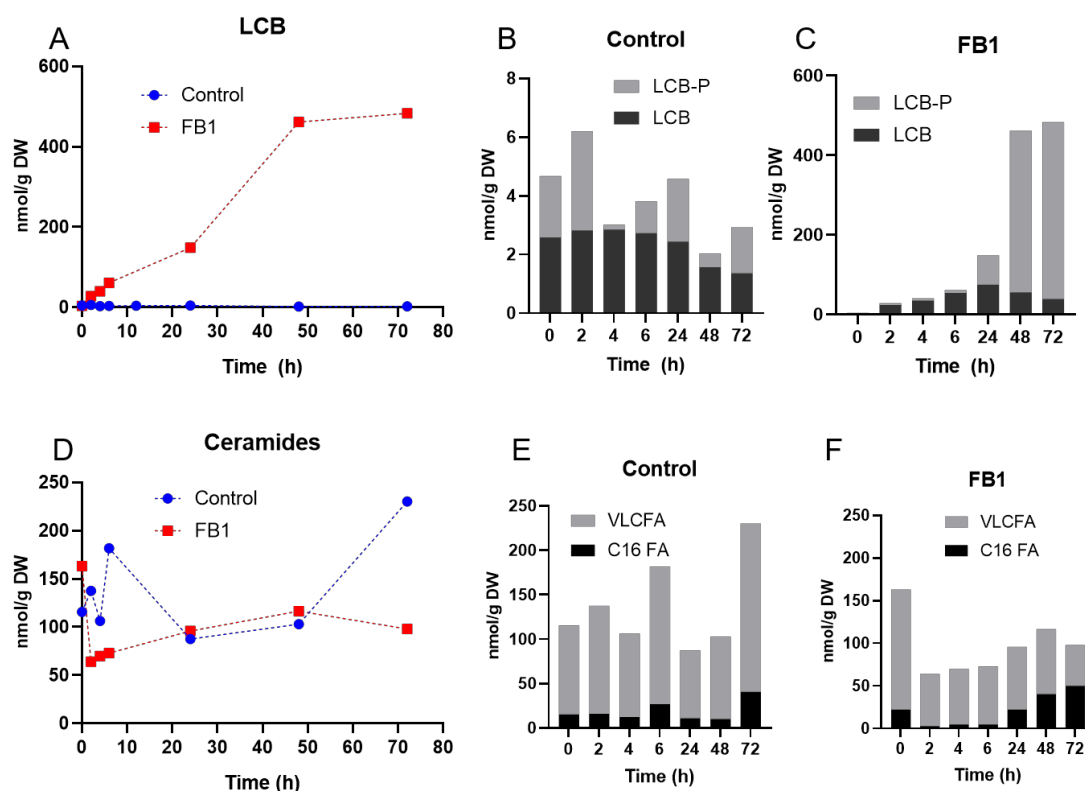 A
LCB
600
400
200
0
nmol/g DW
Control
FB1
0 10 20 30 40 50 60 70 80
Time (h)
B
Control
8
6
4
2
0
nmol/g DW
LCB-P
LCB
0 2 4 6 24 48 72
Time (h)
C
FB1
600
400
200
0
nmol/g DW
LCB-P
LCB
0 2 4 6 24 48 72
Time (h)
D
Ceramides
250
200
150
100
50
0
nmol/g DW
Control
FB1
0 10 20 30 40 50 60 70 80
Time (h)
E
Control
250
200
150
100
50
0
nmol/g DW
VLCFA
C16 FA
0 2 4 6 24 48 72
Time (h)
F
FB1
250
200
150
100
50
0
nmol/g DW
VLCFA
C16 FA
0 2 4 6 24 48 72
Time (h)